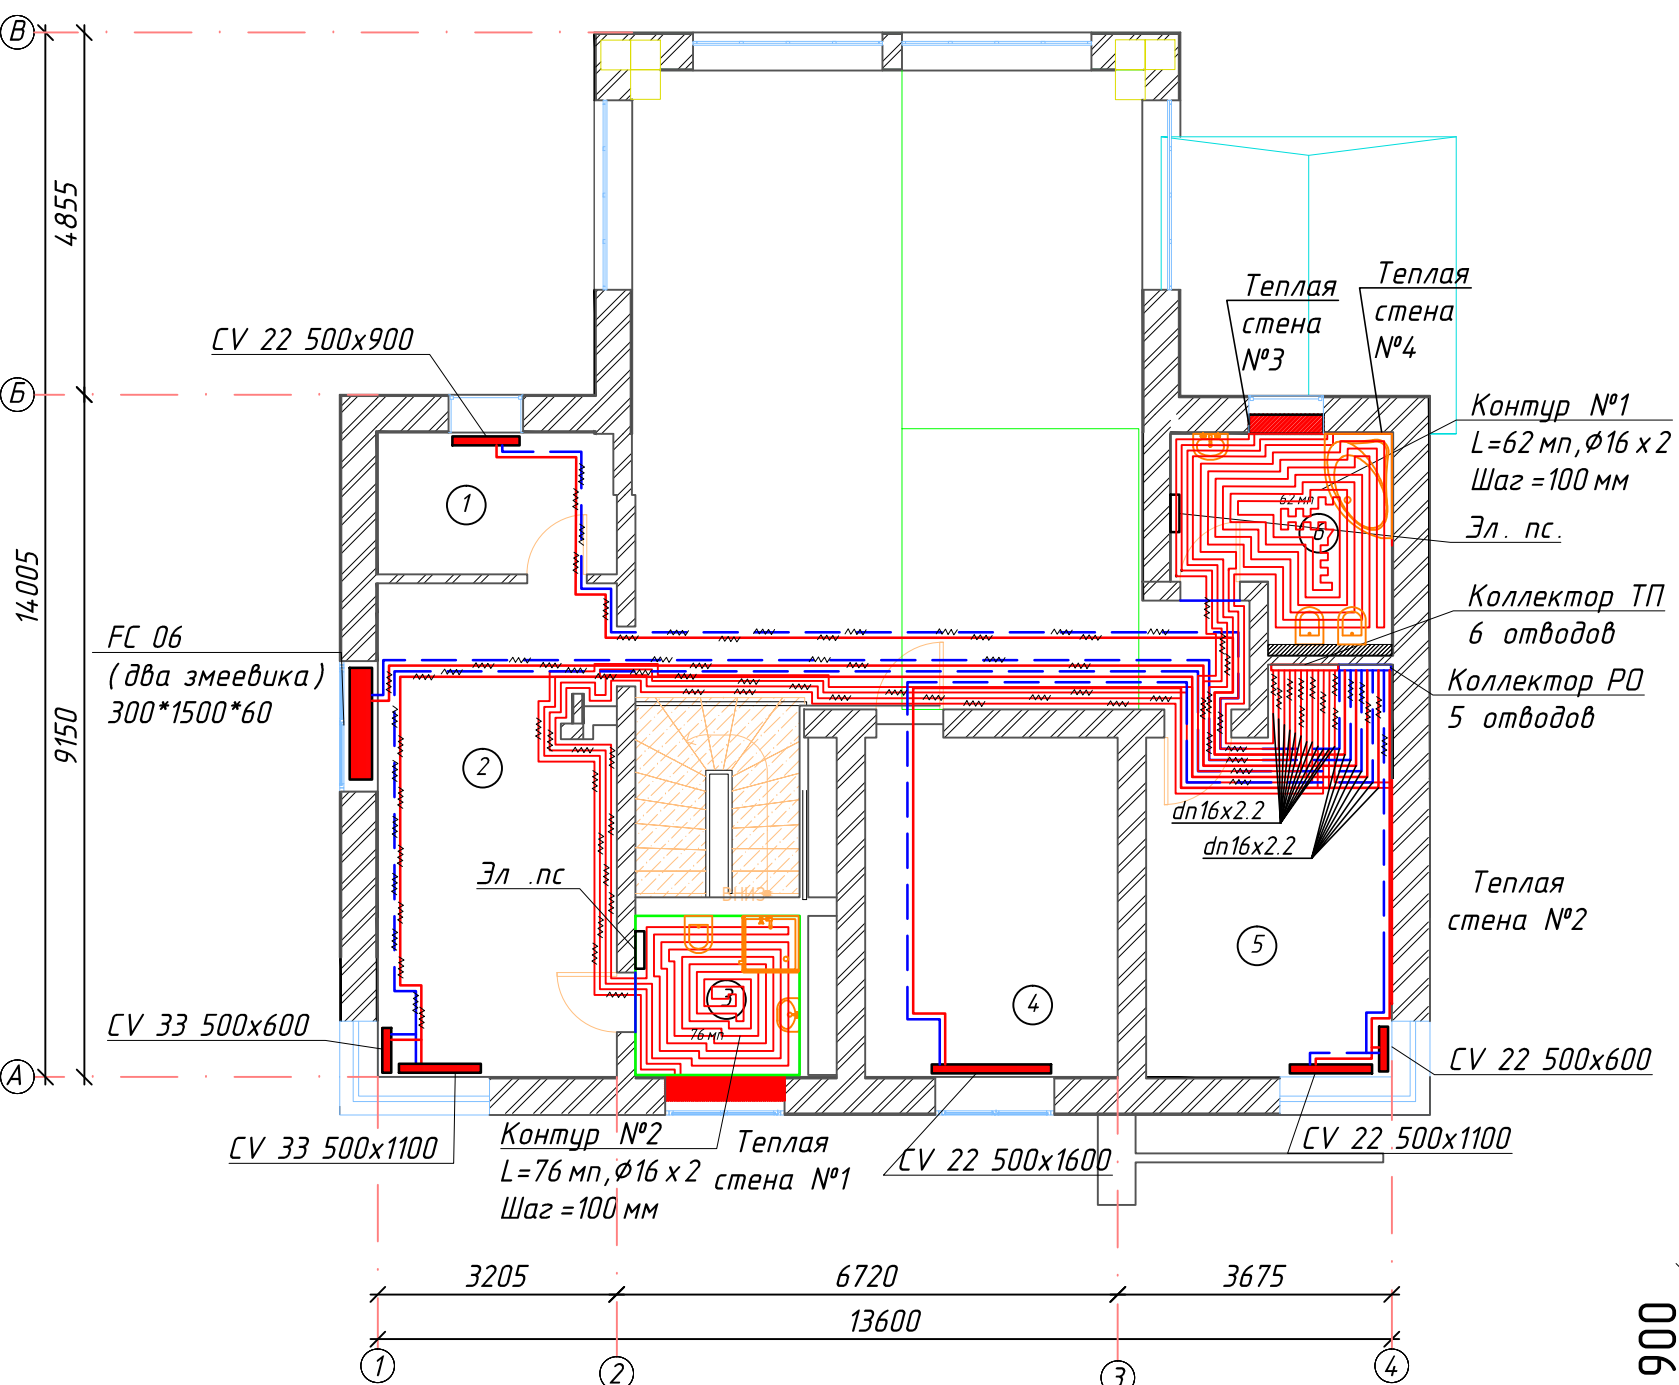 В
4855
Теплая
стена
№3
Теплая
стена
№4
CV 22 500x900
Б
Контур №1
L=62 мп,Ф16 x 2
Шаг =100 мм
1
62 мп
6
Эл. пс.
14005
Коллектор ТП
6 отводов
FC 06
(два змеевика)
300*1500*60
Коллектор РО
5 отводов
9150
2
dn16x2.2
dn16x2.2
Эл .пс
ВНИЗ
Теплая
стена №2
5
3
4
76 мп
CV 33 500x600
CV 22 500x600
А
CV 33 500x1100
Контур №2
L=76 мп,Ф16 x 2
Шаг =100 мм
Теплая
стена №1
CV 22 500x1600
CV 22 500x1100
3205
6720
3675
13600
900
1
2
3
4